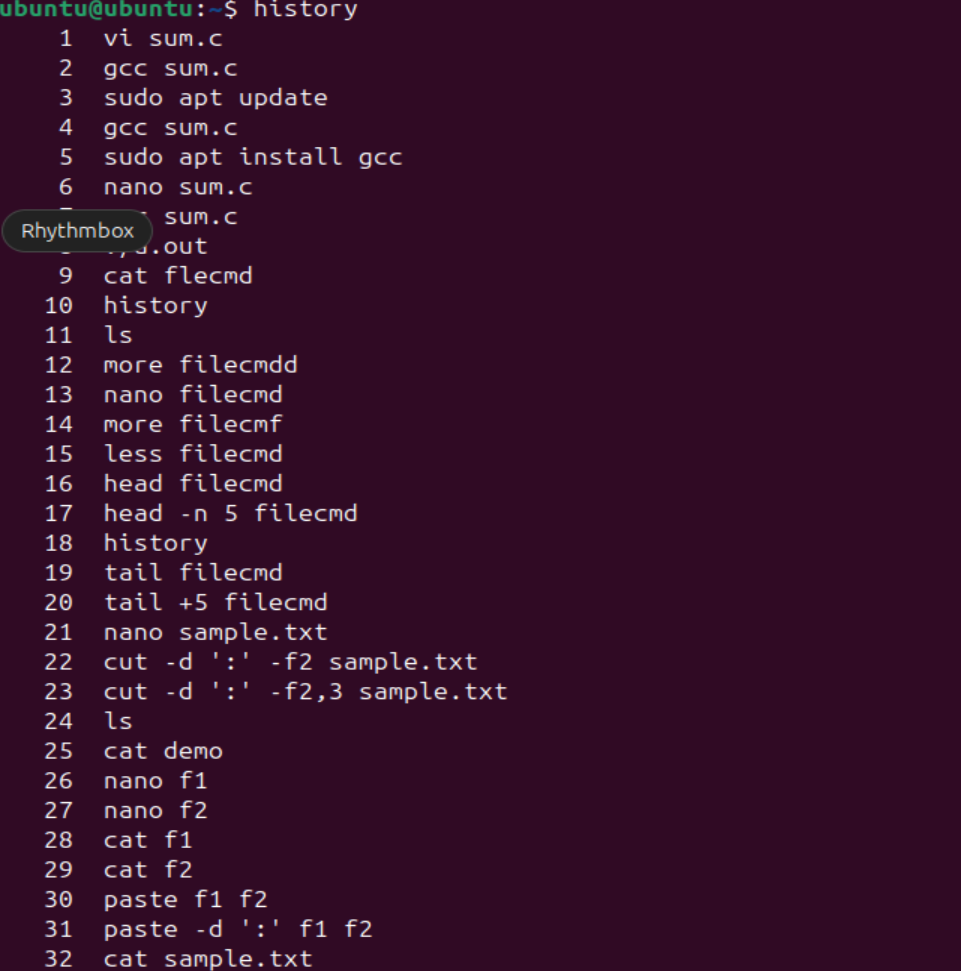 ubuntu@ubuntu:~$ history
1 vi sum.c
2 gcc sum.c
3 sudo apt update
4 gcc sum.c
5 sudo apt install gcc
6 nano sum.c
sum.c
Rhythmbox
.out
9 cat flecmd
10 history
11 ls
12 more filecmdd
13 nano filecmd
14 more filecmf
15 less filecmd
16 head filecmd
17 head -n 5 filecmd
18 history
19 tail filecmd
20 tail +5 filecmd
21 nano sample.txt
22 cut -d ':' -f2 sample.txt
23 cut -d ':' -f2,3 sample.txt
24 ls
25 cat demo
26 nano f1
27 nano f2
28 cat f1
29 cat f2
30 paste f1 f2
31 paste -d ':' f1 f2
32 cat sample.txt